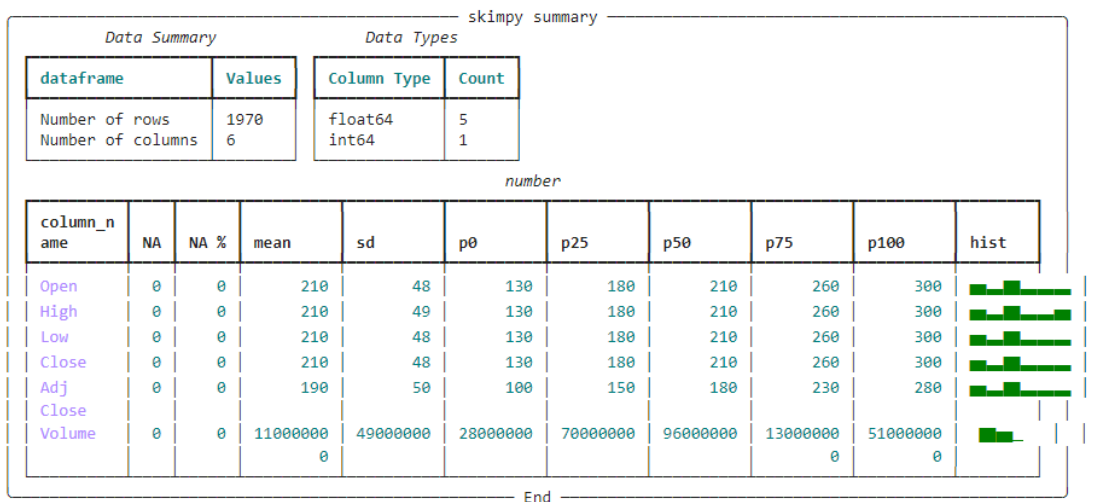 skimpy summary
Data Summary Data Types
dataframe Values Column Type Count
Number of rows 1970 float64 5
Number of columns 6 int64 1
number
column_n
ame NA NA % mean sd p0 p25 p50 p75 p100 hist
Open 0 0 210 48 130 180 210 260 300
High 0 0 210 49 130 180 210 260 300
Low 0 0 210 48 130 180 210 260 300
Close 0 0 210 48 130 180 210 260 300
Adj 0 0 190 50 100 150 180 230 280
Close
Volume 0 0 11000000 49000000 28000000 70000000 96000000 13000000 51000000
0 0 0
End